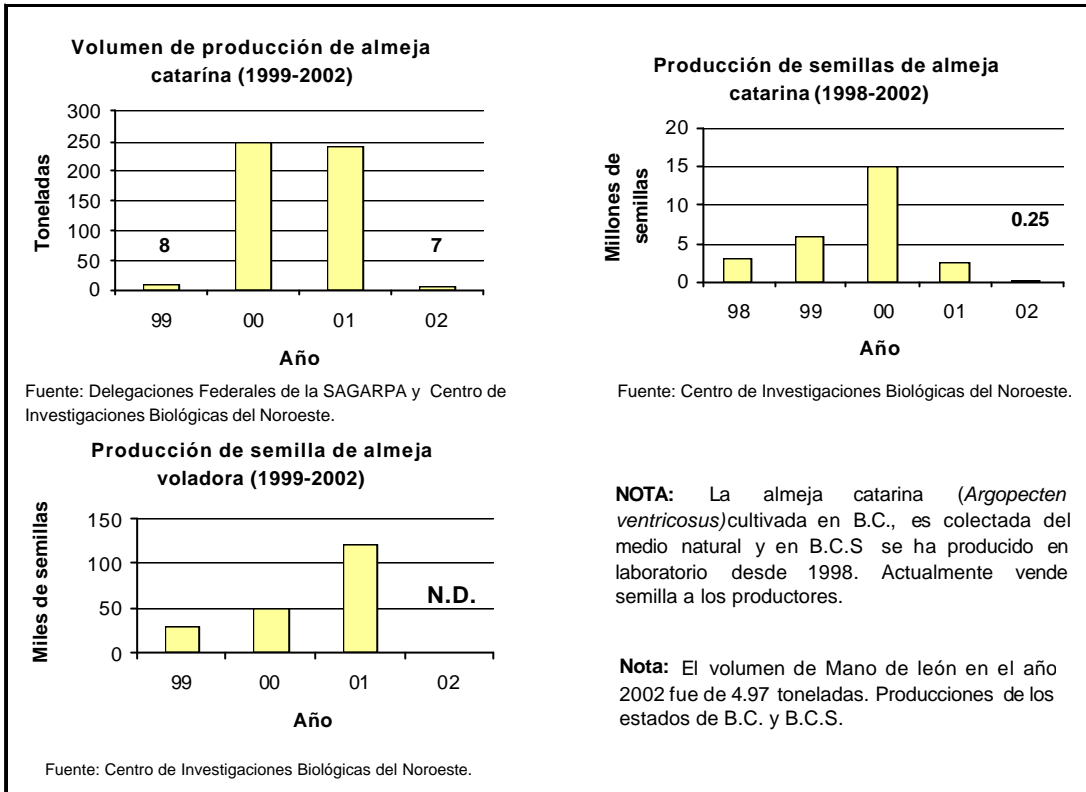 Volumen de producción de almeja
catarína (1999-2002)
300
250
200
150
100
50
0
Toneladas
8
7
99 00 01 02
Año
Fuente: Delegaciones Federales de la SAGARPA y Centro de
Investigaciones Biológicas del Noroeste.
Producción de semillas de almeja
catarina (1998-2002)
20
15
10
5
0
Millones de
semillas
0.25
98 99 00 01 02
Año
Fuente: Centro de Investigaciones Biológicas del Noroeste.
Producción de semilla de almeja
voladora (1999-2002)
150
100
50
0
Miles de semillas
N.D.
99 00 01 02
Año
Fuente: Centro de Investigaciones Biológicas del Noroeste.
NOTA: La almeja catarina (Argopecten
ventricosus)cultivada en B.C., es colectada del
medio natural y en B.C.S se ha producido en
laboratorio desde 1998. Actualmente vende
semilla a los productores.
Nota: El volumen de Mano de león en el año
2002 fue de 4.97 toneladas. Producciones de los
estados de B.C. y B.C.S.